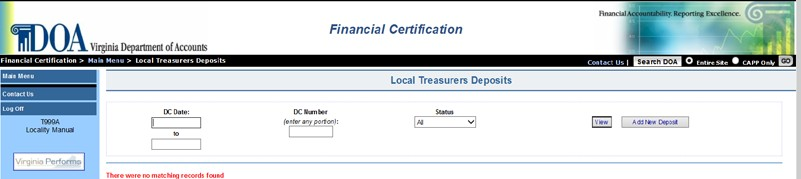 Financial Accountability. Reporting Excellence.
DOA Virginia Department of Accounts
Financial Certification
Financial Certification > Main Menu > Local Treasurers Deposits
Contact Us | Search DOA Entire Site CAPP Only GO
Main Menu
Contact Us
Log Off
T999A
Locality Manual
Virginia Performs
Local Treasurers Deposits
DC Date:
to
DC Number
(enter any portion):
Status
All
View
Add New Deposit
There were no matching records found